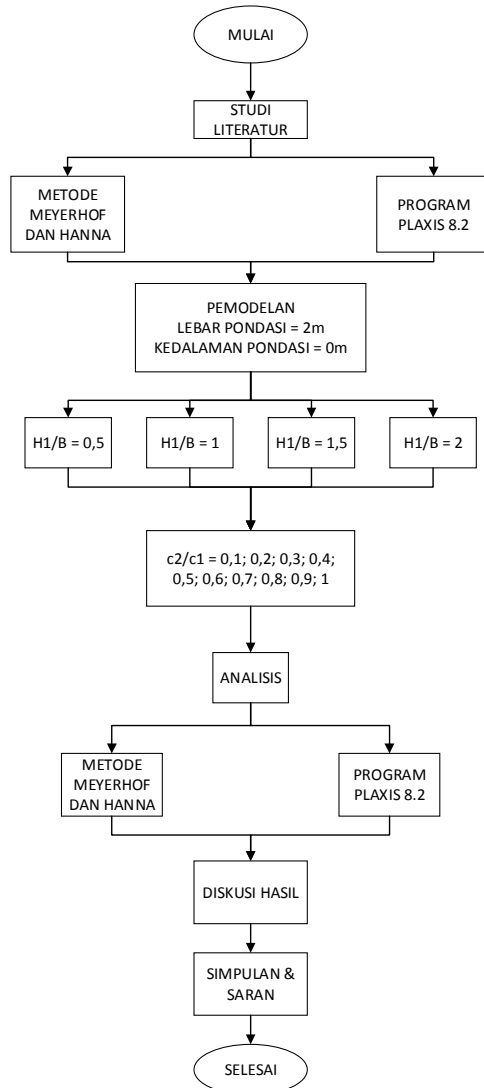 MULAI
STUDI
LITERATUR
METODE
MEYERHOF
DAN HANNA
PROGRAM
PLAXIS 8.2
PEMODELAN
LEBAR PONDASI = 2m
KEDALAMAN PONDASI = 0m
H1/B = 0,5
H1/B = 1
H1/B = 1,5
H1/B = 2
c2/c1 = 0,1; 0,2; 0,3; 0,4;
0,5; 0,6; 0,7; 0,8; 0,9; 1
ANALISIS
METODE
MEYERHOF
DAN HANNA
PROGRAM
PLAXIS 8.2
DISKUSI HASIL
SIMPULAN &
SARAN
SELESAI